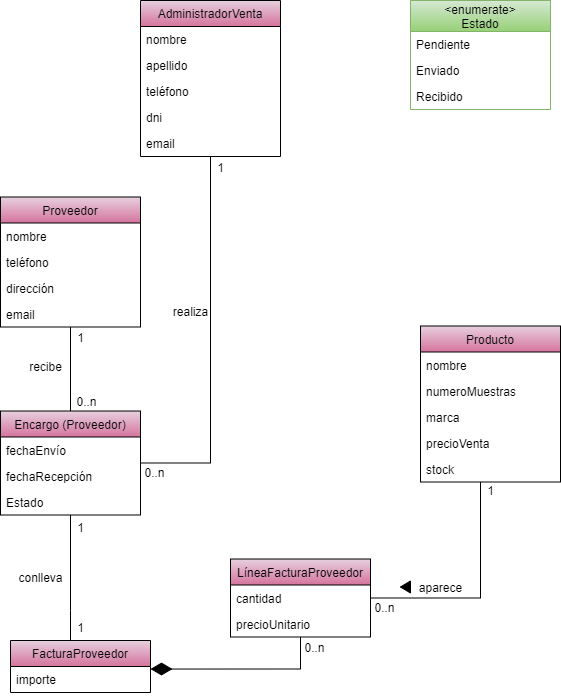 AdministradorVenta
nombre
apellido
teléfono
dni
email
1
<enumerate>
Estado
Pendiente
Enviado
Recibido
Proveedor
nombre
teléfono
dirección
email
1
recibe
0..n
realiza
0..n
Encargo (Proveedor)
fechaEnvío
fechaRecepción
Estado
1
conlleva
1
Producto
nombre
numeroMuestras
marca
precioVenta
stock
1
aparece
0..n
LíneaFacturaProveedor
cantidad
precioUnitario
0..n
FacturaProveedor
importe